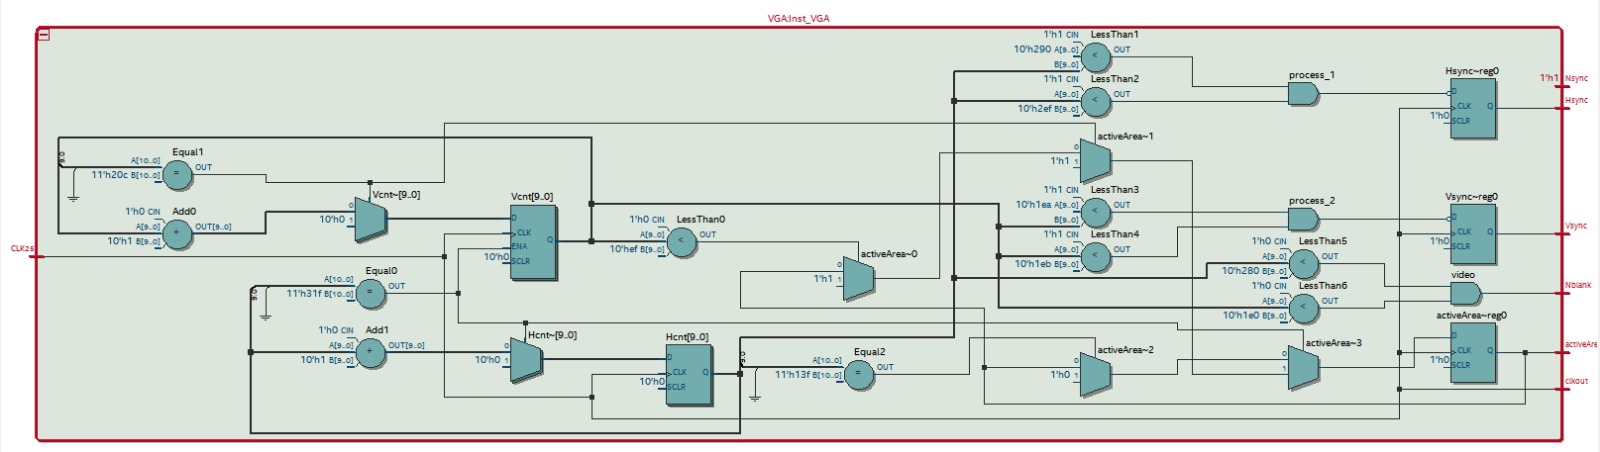 VGA:Inst_VGA
1'h1 CIN LessThan1
10'h290 A[9..0] < OUT
B[9..0]
1'h1 CIN LessThan2
A[9..0] < OUT
10'h2ef B[9..0]
process_1
Hsync~reg0
D
CLK Q
1'h0 SCLR
1'h1 Nsync
Hsync
activeArea~1
0
1'h1 1
Equal1
9..0 A[10..0]
11'h20c B[10..0] = OUT
Vcnt~[9..0]
0
10'h0 1
Add0
1'h0 CIN
A[9..0] + OUT[9..0]
10'h1 B[9..0]
Vcnt[9..0]
D
CLK Q
ENA
10'h0 SCLR
LessThan0
1'h0 CIN
A[9..0] < OUT
10'hef B[9..0]
1'h1 CIN LessThan3
10'h1ea A[9..0] < OUT
B[9..0]
1'h1 CIN LessThan4
A[9..0] < OUT
10'h1eb B[9..0]
process_2
Vsync~reg0
D
CLK Q
1'h0 SCLR
Vsync
activeArea~0
0
1'h1 1
1'h0 CIN LessThan5
A[9..0] < OUT
10'h280 B[9..0]
1'h0 CIN LessThan6
A[9..0] < OUT
10'h1e0 B[9..0]
video
Nblank
Equal0
9..0 A[10..0]
11'h31f B[10..0] = OUT
Add1
1'h0 CIN
A[9..0] + OUT[9..0]
10'h1 B[9..0]
Hcnt~[9..0]
0
10'h0 1
Hcnt[9..0]
D
CLK Q
10'h0 SCLR
Equal2
9..0 A[10..0]
11'h13f B[10..0] = OUT
activeArea~2
0
1'h0 1
activeArea~3
0
1
activeArea~reg0
D
CLK Q
1'h0 SCLR
clkout